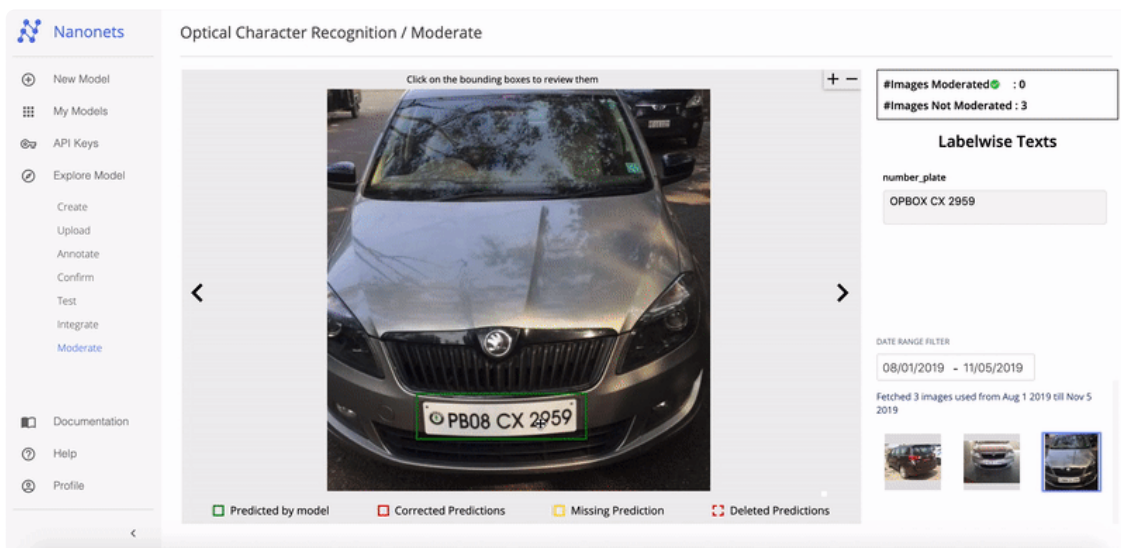 Nanonets
New Model
My Models
API Keys
Explore Model
Create
Upload
Annotate
Confirm
Test
Integrate
Moderate
Documentation
Help
Profile
Optical Character Recognition / Moderate
Click on the bounding boxes to review them
+ −
PB08 CX 2959
Predicted by model
Corrected Predictions
Missing Prediction
Deleted Predictions
#Images Moderated : 0
#Images Not Moderated : 3
Labelwise Texts
number_plate
OPBOX CX 2959
DATE RANGE FILTER
08/01/2019 - 11/05/2019
Fetched 3 images used from Aug 1 2019 till Nov 5
2019